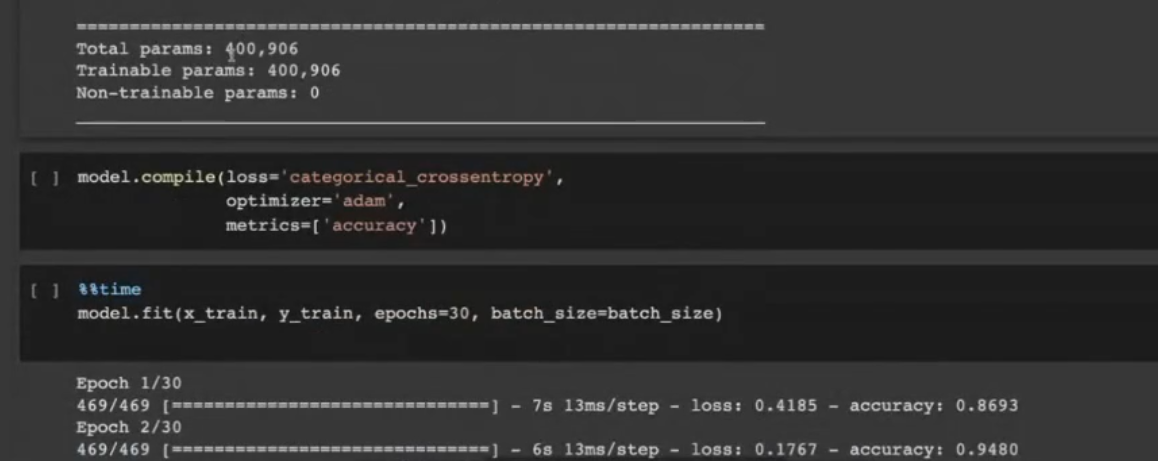 =================================================================
Total params: 400,906
Trainable params: 400,906
Non-trainable params: 0
_________________________________________________________________
[ ] model.compile(loss='categorical_crossentropy',
optimizer='adam',
metrics=['accuracy'])
[ ] %%time
model.fit(x_train, y_train, epochs=30, batch_size=batch_size)
Epoch 1/30
469/469 [==============================] - 7s 13ms/step - loss: 0.4185 - accuracy: 0.8693
Epoch 2/30
469/469 [==============================] - 6s 13ms/step - loss: 0.1767 - accuracy: 0.9480